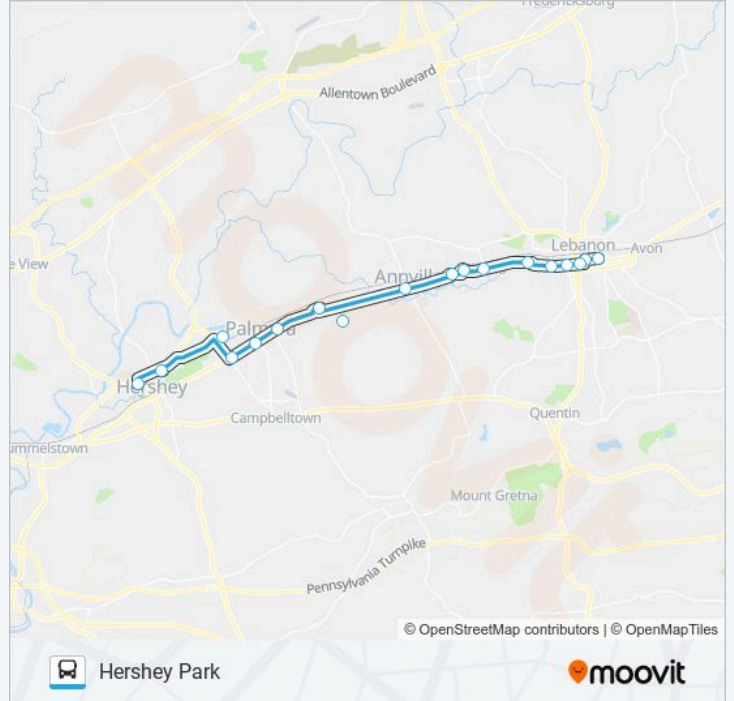 Fredericksburg
Allentown Boulevard
Lebanon
Avon
e View
Annvill
Palmyra
Hershey
Campbelltown
Quentin
ummelstown
Mount Gretna
Pennsylvania Turnpike
© OpenStreetMap contributors | © OpenMapTiles
Hershey Park
moovit